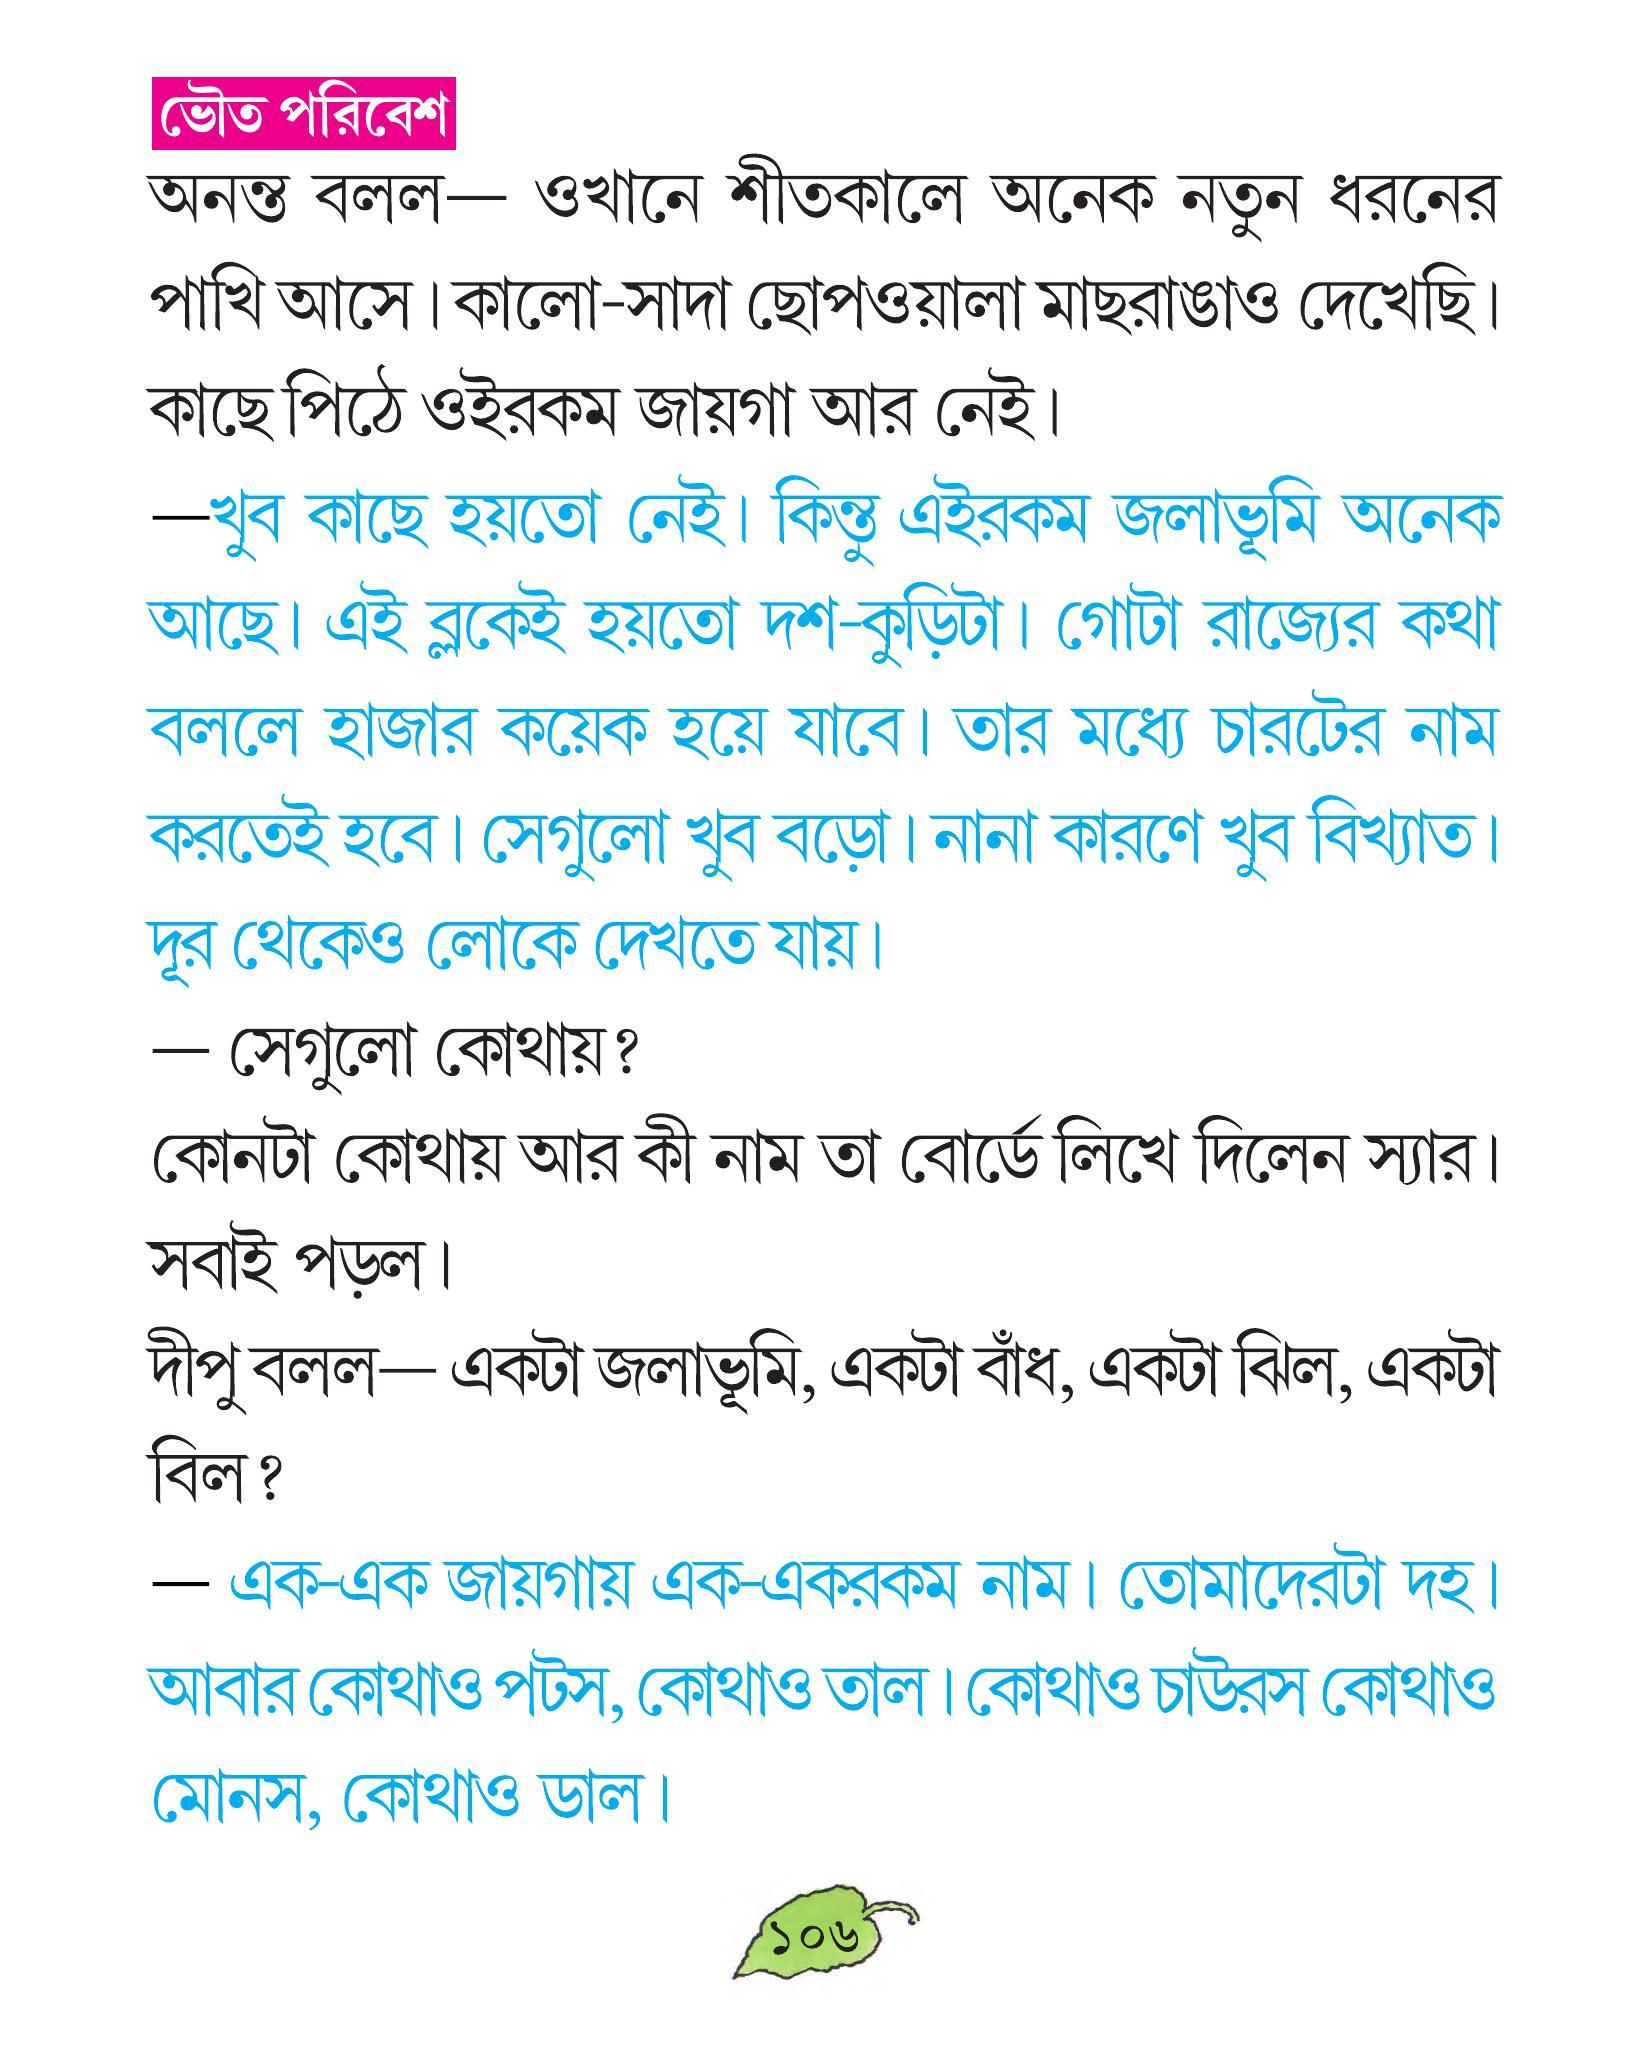 ভৌত পরিবেশ
অনন্ত বলল— ওখানে শীতকালে অনেক নতুন ধরনের
পাখি আসে। কালো-সাদা ছোপওয়ালা মাছরাঙাও দেখেছি।
কাছে পিঠে ওইরকম জায়গা আর নেই।
—খুব কাছে হয়তো নেই। কিন্তু এইরকম জলাভূমি অনেক
আছে। এই ব্লকেই হয়তো দশ-কুড়িটা। গোটা রাজ্যের কথা
বললে হাজার কয়েক হয়ে যাবে। তার মধ্যে চারটের নাম
করতেই হবে। সেগুলো খুব বড়ো। নানা কারণে খুব বিখ্যাত।
দূর থেকেও লোকে দেখতে যায়।
— সেগুলো কোথায়?
কোনটা কোথায় আর কী নাম তা বোর্ডে লিখে দিলেন স্যার।
সবাই পড়ল।
দীপু বলল— একটা জলাভূমি, একটা বাঁধ, একটা ঝিল, একটা
বিল?
— এক-এক জায়গায় এক-একরকম নাম। তোমাদেরটা দহ।
আবার কোথাও পটস, কোথাও তাল। কোথাও চাউরস কোথাও
মোনস, কোথাও ডাল।
১০৬